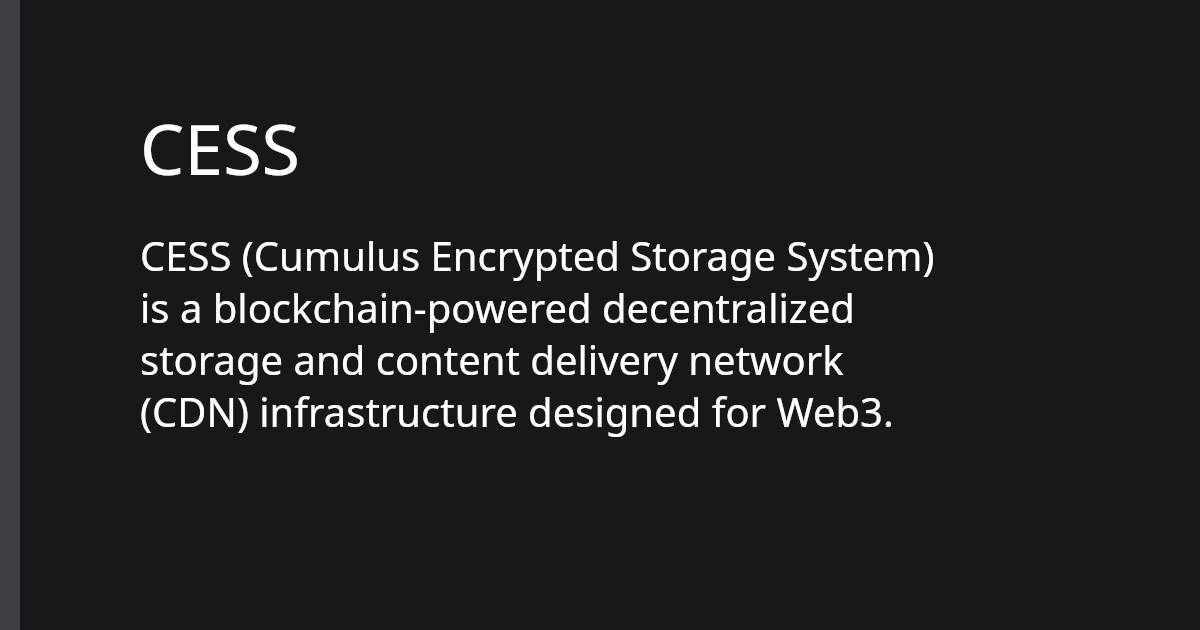 CESS
CESS (Cumulus Encrypted Storage System)
is a blockchain-powered decentralized
storage and content delivery network
(CDN) infrastructure designed for Web3.